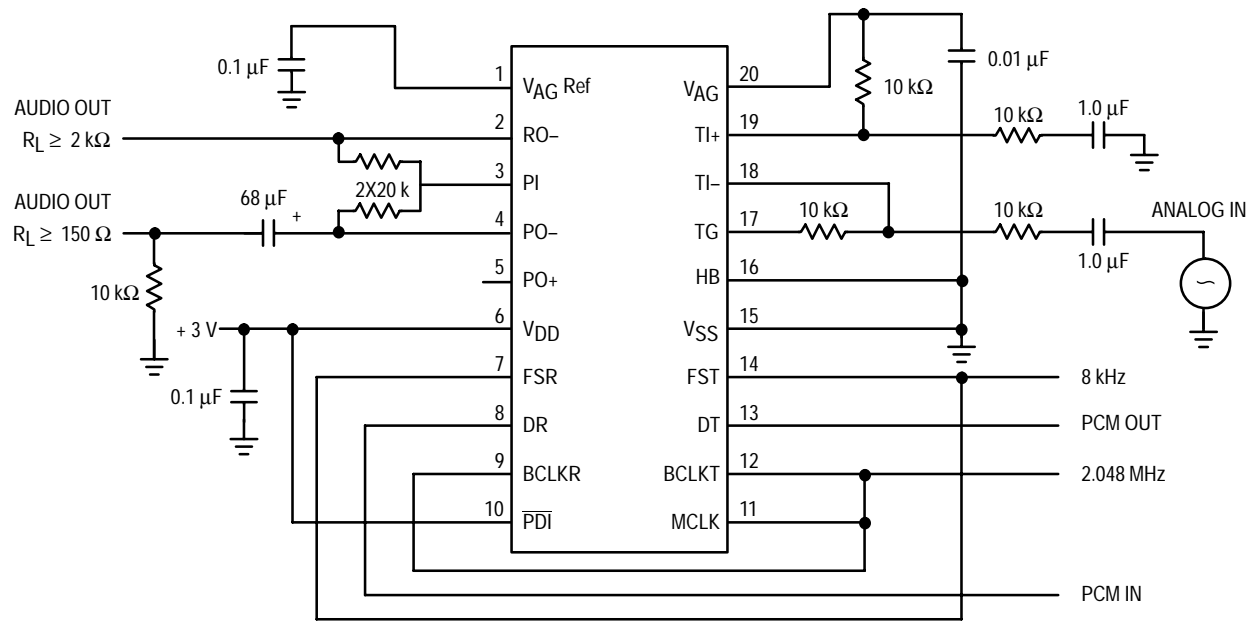 0.1 µF
1
VAG Ref
AUDIO OUT
RL ≥ 2 kΩ
2
RO–
3
PI
2X20 k
68 µF
+
AUDIO OUT
RL ≥ 150 Ω
4
PO–
10 kΩ
5
PO+
+ 3 V
6
VDD
0.1 µF
7
FSR
8
DR
9
BCLKR
10
PDI
VAG
20
10 kΩ
0.01 µF
TI+
19
10 kΩ
1.0 µF
TI–
18
TG
17
10 kΩ
10 kΩ
1.0 µF
ANALOG IN
HB
16
VSS
15
FST
14
8 kHz
DT
13
PCM OUT
BCLKT
12
2.048 MHz
MCLK
11
PCM IN